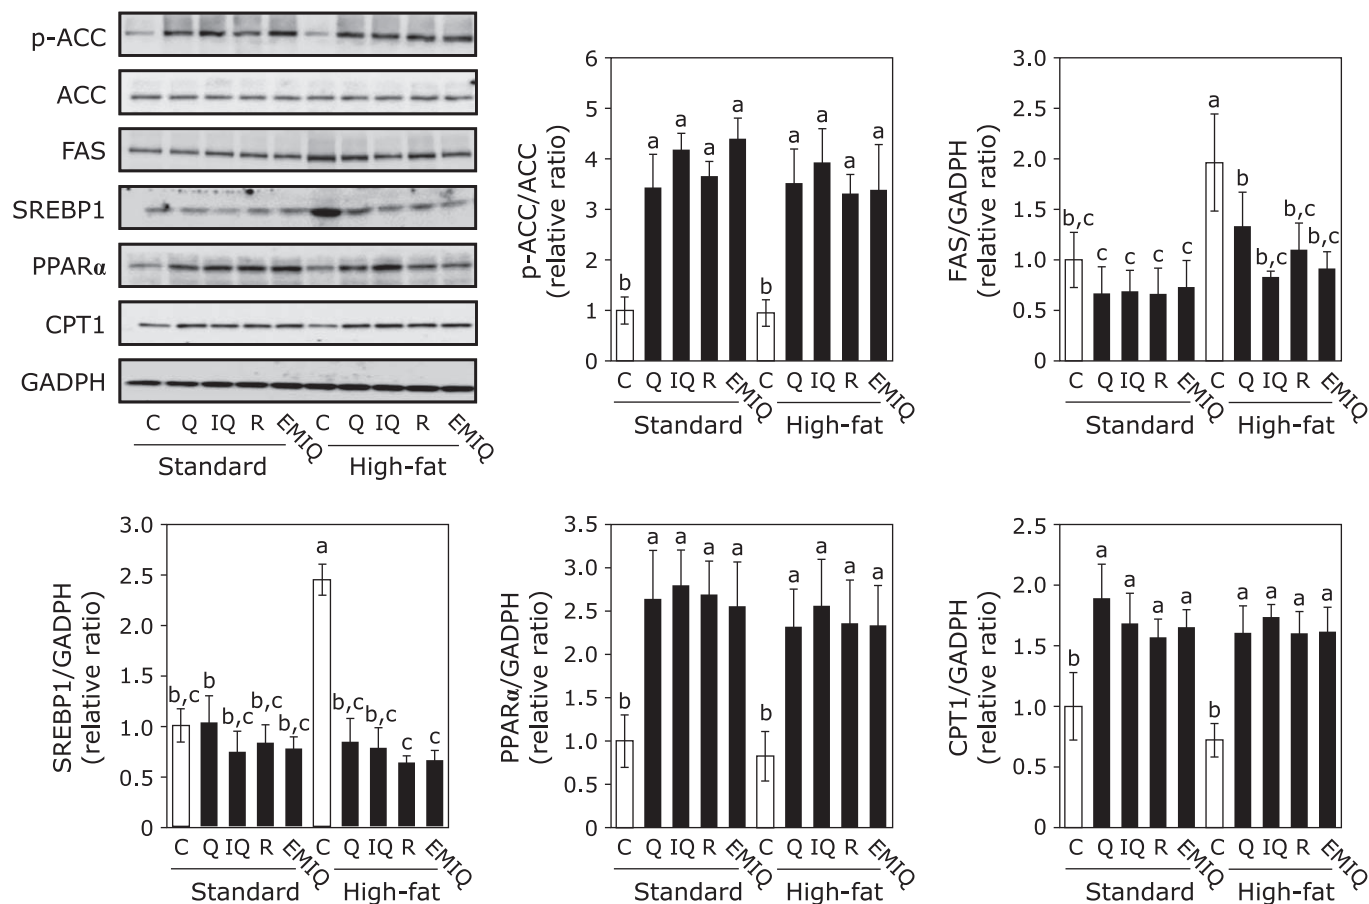 p-ACC
ACC
FAS
SREBP1
PPARα
CPT1
GADPH
C Q IQ R EMIQ C Q IQ R EMIQ
Standard High-fat
p-ACC/ACC
(relative ratio)
6
5
4
3
2
1
0
b a a a a b a a a a
C Q IQ R EMIQ C Q IQ R EMIQ
Standard High-fat
FAS/GADPH
(relative ratio)
3.0
2.5
2.0
1.5
1.0
0.5
0
b,c c c c c a b b,c b,c b,c
C Q IQ R EMIQ C Q IQ R EMIQ
Standard High-fat
SREBP1/GADPH
(relative ratio)
3.0
2.5
2.0
1.5
1.0
0.5
0
b,c b b,c b,c b,c a b,c b,c c c
C Q IQ R EMIQ C Q IQ R EMIQ
Standard High-fat
PPARα/GADPH
(relative ratio)
3.5
3.0
2.5
2.0
1.5
1.0
0.5
0
b a a a a b a a a a
C Q IQ R EMIQ C Q IQ R EMIQ
Standard High-fat
CPT1/GADPH
(relative ratio)
2.5
2.0
1.5
1.0
0.5
0
b a a a a b a a a a
C Q IQ R EMIQ C Q IQ R EMIQ
Standard High-fat